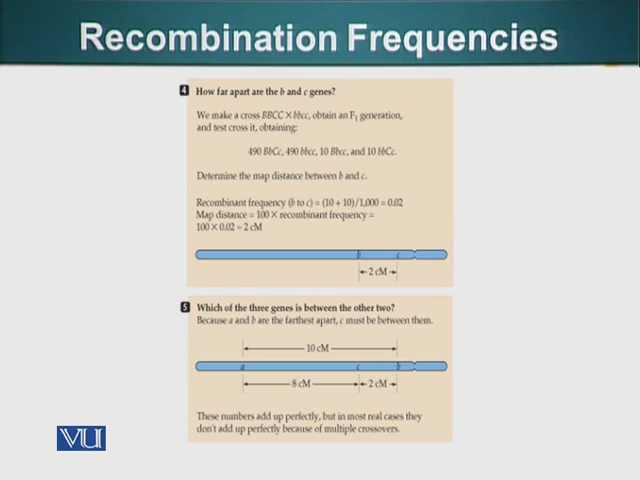 Recombination Frequencies
4 How far apart are the b and c genes?
We make a cross BBCC × bbcc, obtain an F1 generation,
and test cross it, obtaining:
490 BbCc, 490 bbcc, 10 Bbcc, and 10 bbCc.
Determine the map distance between b and c.
Recombinant frequency (b to c) = (10 + 10)/1,000 = 0.02
Map distance = 100 × recombinant frequency =
100 × 0.02 = 2 cM
b c
2 cM
5 Which of the three genes is between the other two?
Because a and b are the farthest apart, c must be between them.
10 cM
a c b
8 cM 2 cM
These numbers add up perfectly, but in most real cases they
don't add up perfectly because of multiple crossovers.
VU